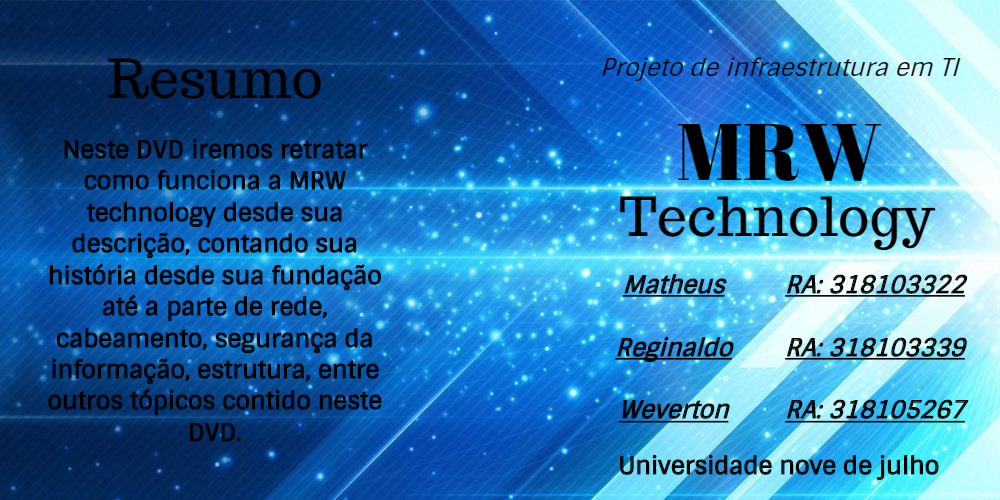 Resumo
Neste DVD iremos retratar
como funciona a MRW
technology desde sua
descrição, contando sua
história desde sua fundação
até a parte de rede,
cabeamento, segurança da
informação, estrutura, entre
outros tópicos contido neste
DVD.
Projeto de infraestrutura em TI
MRW
Technology
Matheus RA: 318103322
Reginaldo RA: 318103339
Weverton RA: 318105267
Universidade nove de julho